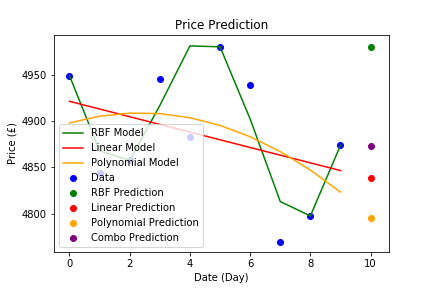 Price Prediction
Price (£)
4950
4900
4850
4800
RBF Model
Linear Model
Polynomial Model
Data
RBF Prediction
Linear Prediction
Polynomial Prediction
Combo Prediction
0 2 4 6 8 10
Date (Day)